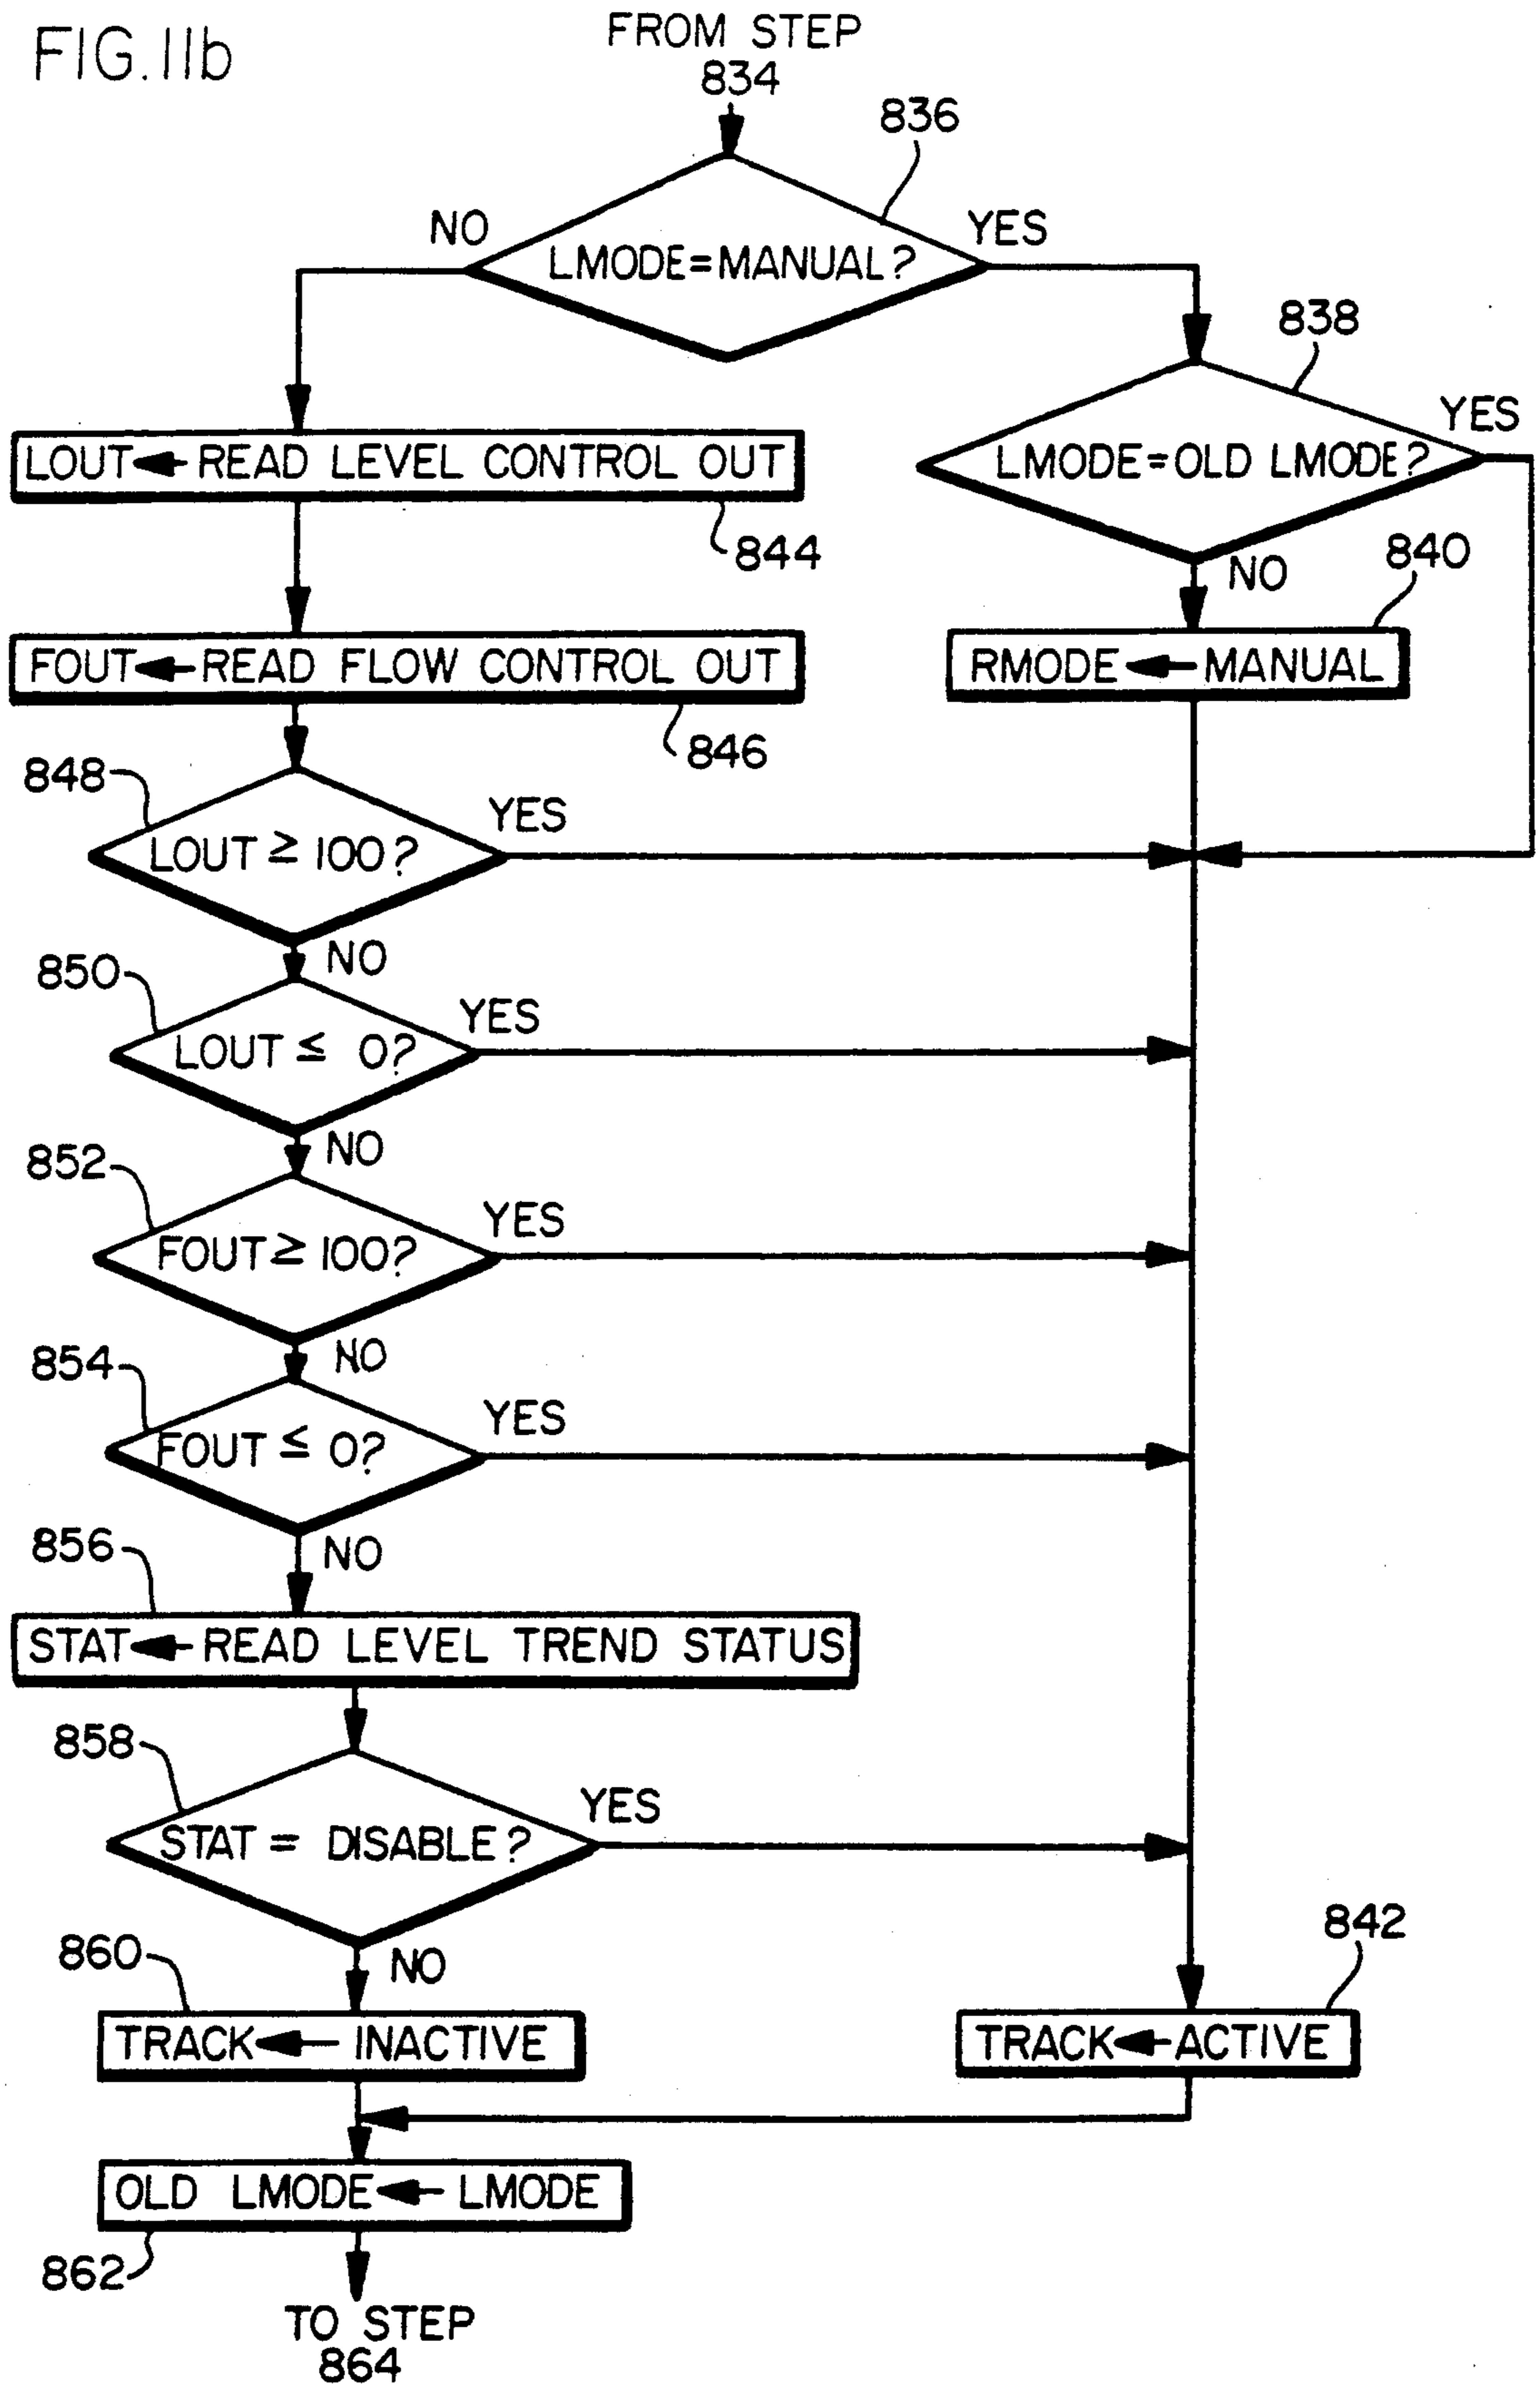 FIG.11b
FROM STEP
834
836
NO
YES
LMODE=MANUAL?
838
YES
LMODE=OLD LMODE?
LOUT READ LEVEL CONTROL OUT
844
NO
840
FOUT READ FLOW CONTROL OUT
RMODE MANUAL
846
848
YES
LOUT ≥ 100?
NO
850
YES
LOUT ≤ 0?
NO
852
YES
FOUT ≥ 100?
NO
854
YES
FOUT ≤ 0?
NO
856
STAT READ LEVEL TREND STATUS
858
YES
STAT = DISABLE?
NO
860
842
TRACK INACTIVE
TRACK ACTIVE
OLD LMODE LMODE
862
TO STEP
864